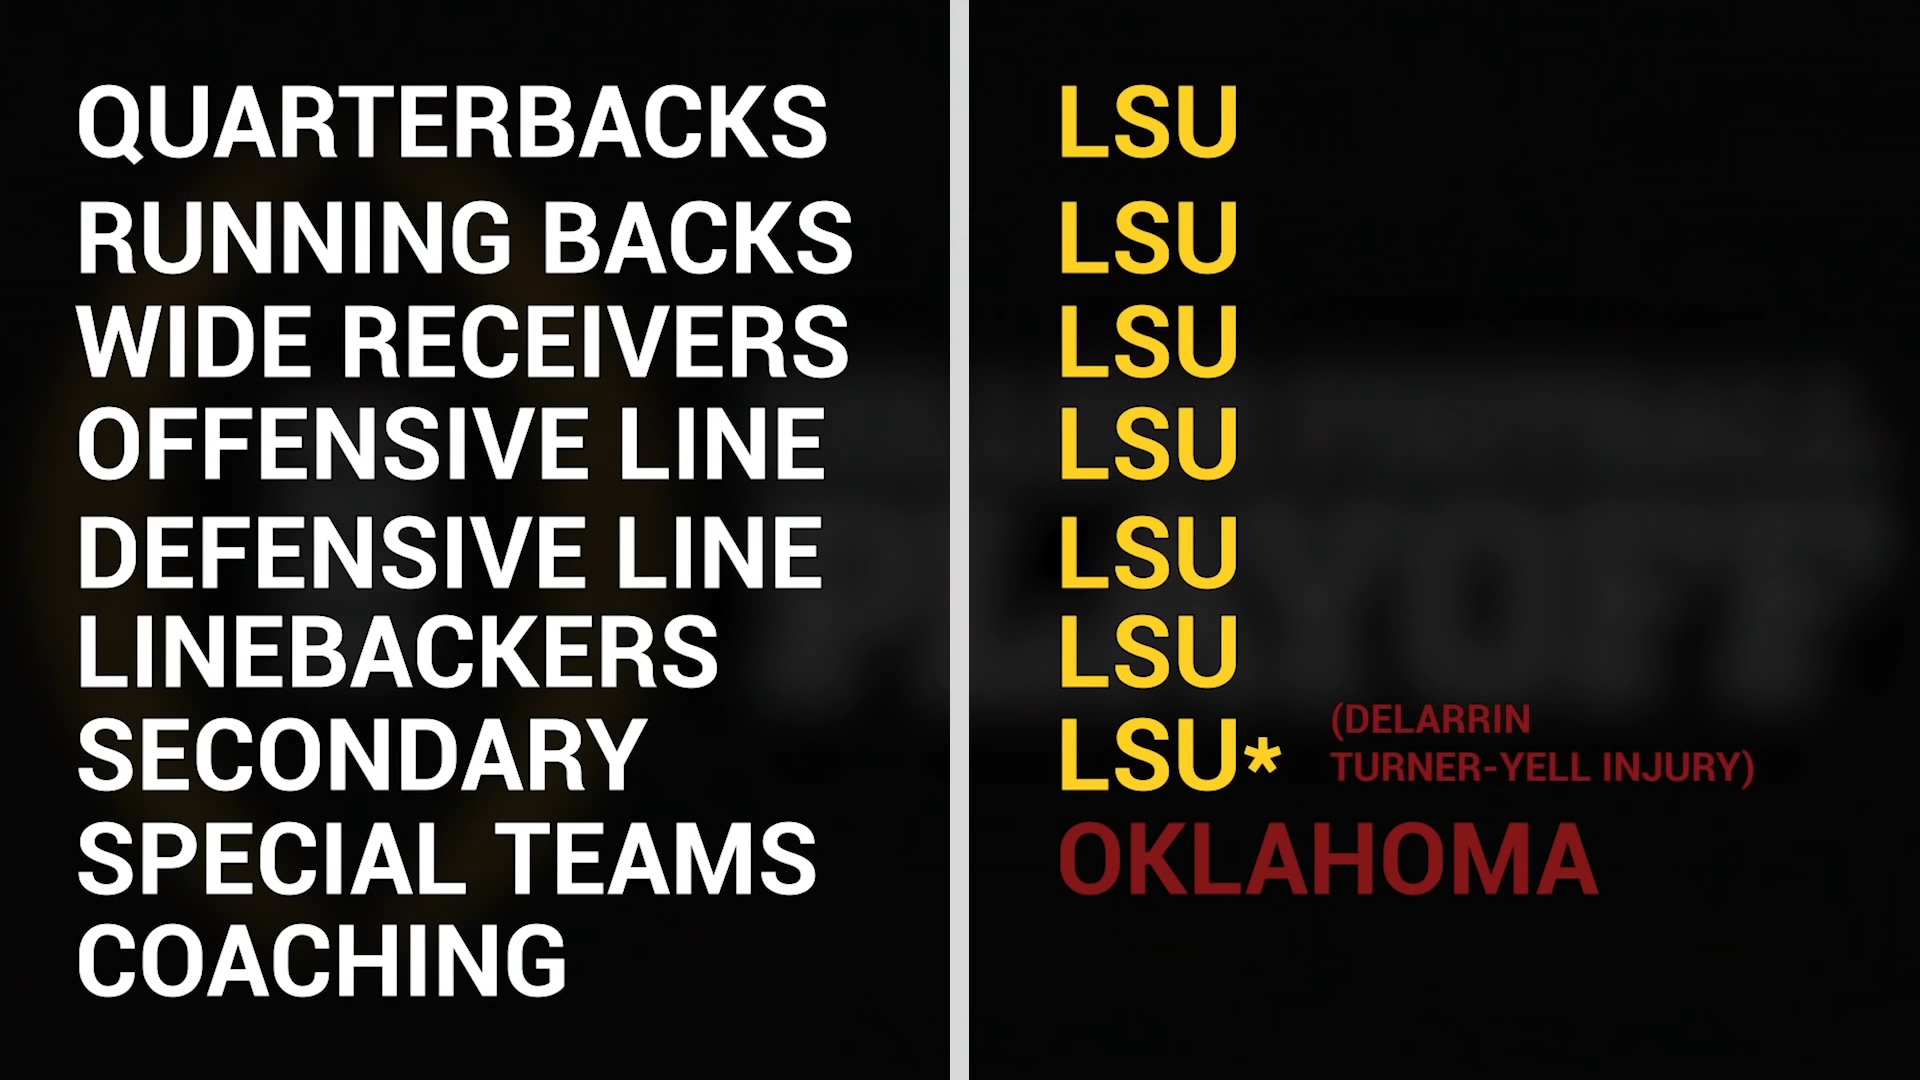 QUARTERBACKS LSU
RUNNING BACKS LSU
WIDE RECEIVERS LSU
OFFENSIVE LINE LSU
DEFENSIVE LINE LSU
LINEBACKERS LSU
SECONDARY LSU* (DELARRIN
TURNER-YELL INJURY)
SPECIAL TEAMS OKLAHOMA
COACHING